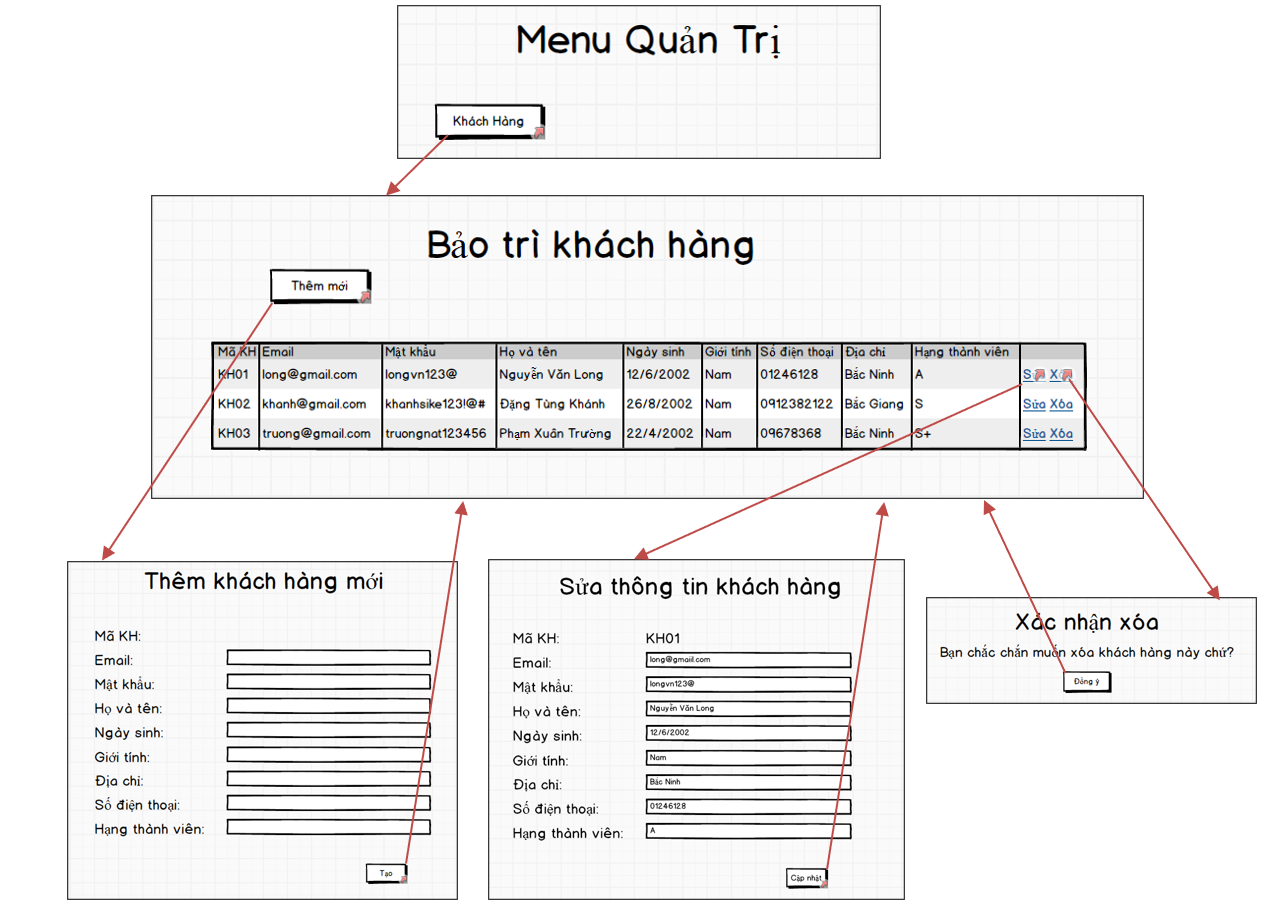 Menu Quản Trị
Khách Hàng
Bảo trì khách hàng
Thêm mới
Mã KH Email Mật khẩu Họ và tên Ngày sinh Giới tính Số điện thoại Địa chỉ Hạng thành viên
KH01 long@gmail.com longvn123@ Nguyễn Văn Long 12/6/2002 Nam 01246128 Bắc Ninh A
KH02 khanh@gmail.com khanhsike123!@# Đặng Tùng Khánh 26/8/2002 Nam 0912382122 Bắc Giang S Sửa Xóa
KH03 truong@gmail.com truongnat123456 Phạm Xuân Trường 22/4/2002 Nam 09678368 Bắc Ninh S+ Sửa Xóa
Thêm khách hàng mới
Mã KH:
Email:
Mật khẩu:
Họ và tên:
Ngày sinh:
Giới tính:
Địa chỉ:
Số điện thoại:
Hạng thành viên:
Tạo
Sửa thông tin khách hàng
Mã KH: KH01
Email: long@gmail.com
Mật khẩu: longvn123@
Họ và tên: Nguyễn Văn Long
Ngày sinh: 12/6/2002
Giới tính: Nam
Địa chỉ: Bắc Ninh
Số điện thoại: 01246128
Hạng thành viên: A
Cập nhật
Xác nhận xóa
Bạn chắc chắn muốn xóa khách hàng này chứ?
Đồng ý